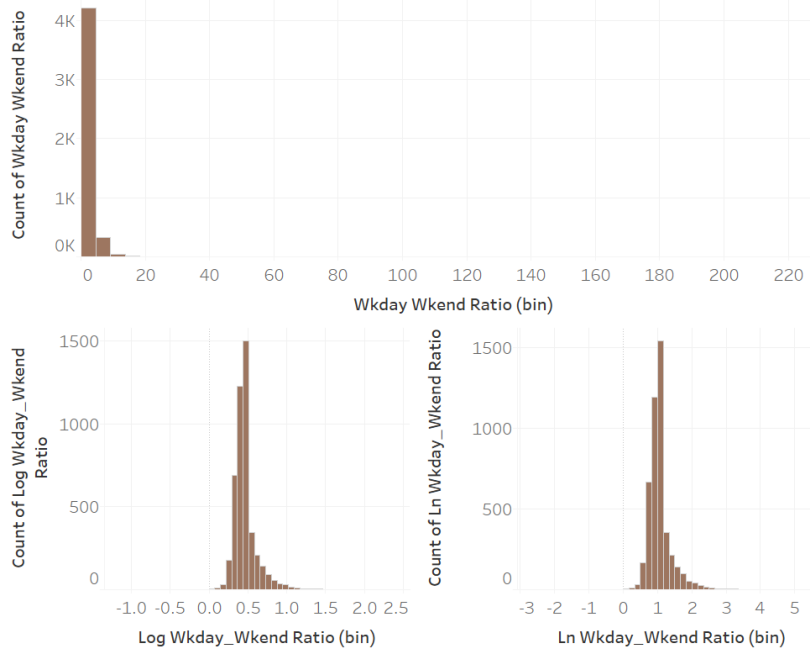 Count of Wkday Wkend Ratio
4K
3K
2K
1K
0K
0 20 40 60 80 100 120 140 160 180 200 220
Wkday Wkend Ratio (bin)
Count of Log Wkday_Wkend
Ratio
1500
1000
500
0
-1.0 -0.5 0.0 0.5 1.0 1.5 2.0 2.5
Log Wkday_Wkend Ratio (bin)
Count of Ln Wkday_Wkend Ratio
1500
1000
500
0
-3 -2 -1 0 1 2 3 4 5
Ln Wkday_Wkend Ratio (bin)